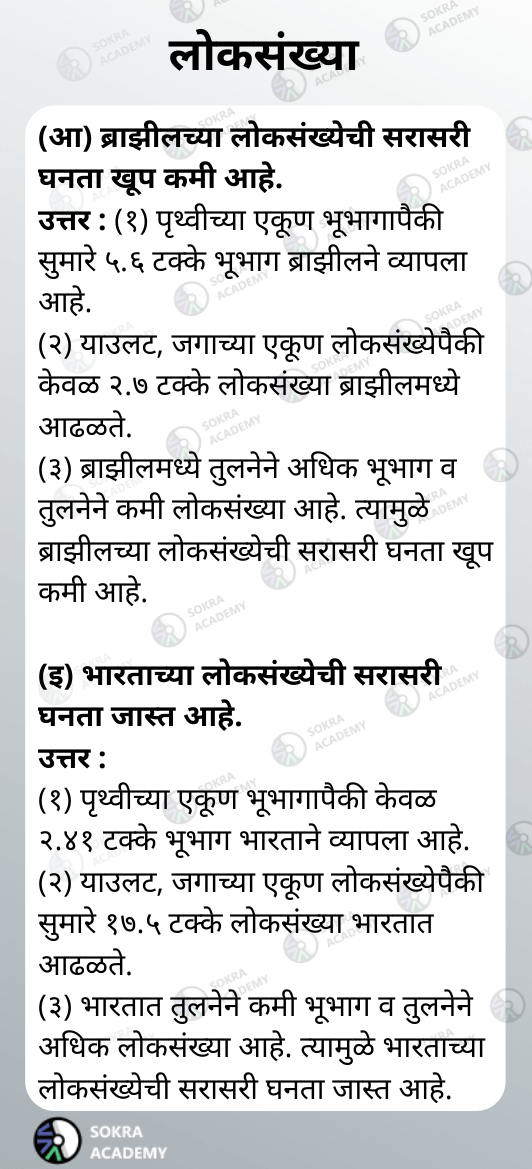 लोकसंख्या
(आ) ब्राझीलच्या लोकसंख्येची सरासरी
घनता खूप कमी आहे.
उत्तर : (१) पृथ्वीच्या एकूण भूभागापैकी
सुमारे ५.६ टक्के भूभाग ब्राझीलने व्यापला
आहे.
(२) याउलट, जगाच्या एकूण लोकसंख्येपैकी
केवळ २.७ टक्के लोकसंख्या ब्राझीलमध्ये
आढळते.
(३) ब्राझीलमध्ये तुलनेने अधिक भूभाग व
तुलनेने कमी लोकसंख्या आहे. त्यामुळे
ब्राझीलच्या लोकसंख्येची सरासरी घनता खूप
कमी आहे.
(इ) भारताच्या लोकसंख्येची सरासरी
घनता जास्त आहे.
उत्तर :
(१) पृथ्वीच्या एकूण भूभागापैकी केवळ
२.४१ टक्के भूभाग भारताने व्यापला आहे.
(२) याउलट, जगाच्या एकूण लोकसंख्येपैकी
सुमारे १७.५ टक्के लोकसंख्या भारतात
आढळते.
(३) भारतात तुलनेने कमी भूभाग व तुलनेने
अधिक लोकसंख्या आहे. त्यामुळे भारताच्या
लोकसंख्येची सरासरी घनता जास्त आहे.
SOKRA
ACADEMY